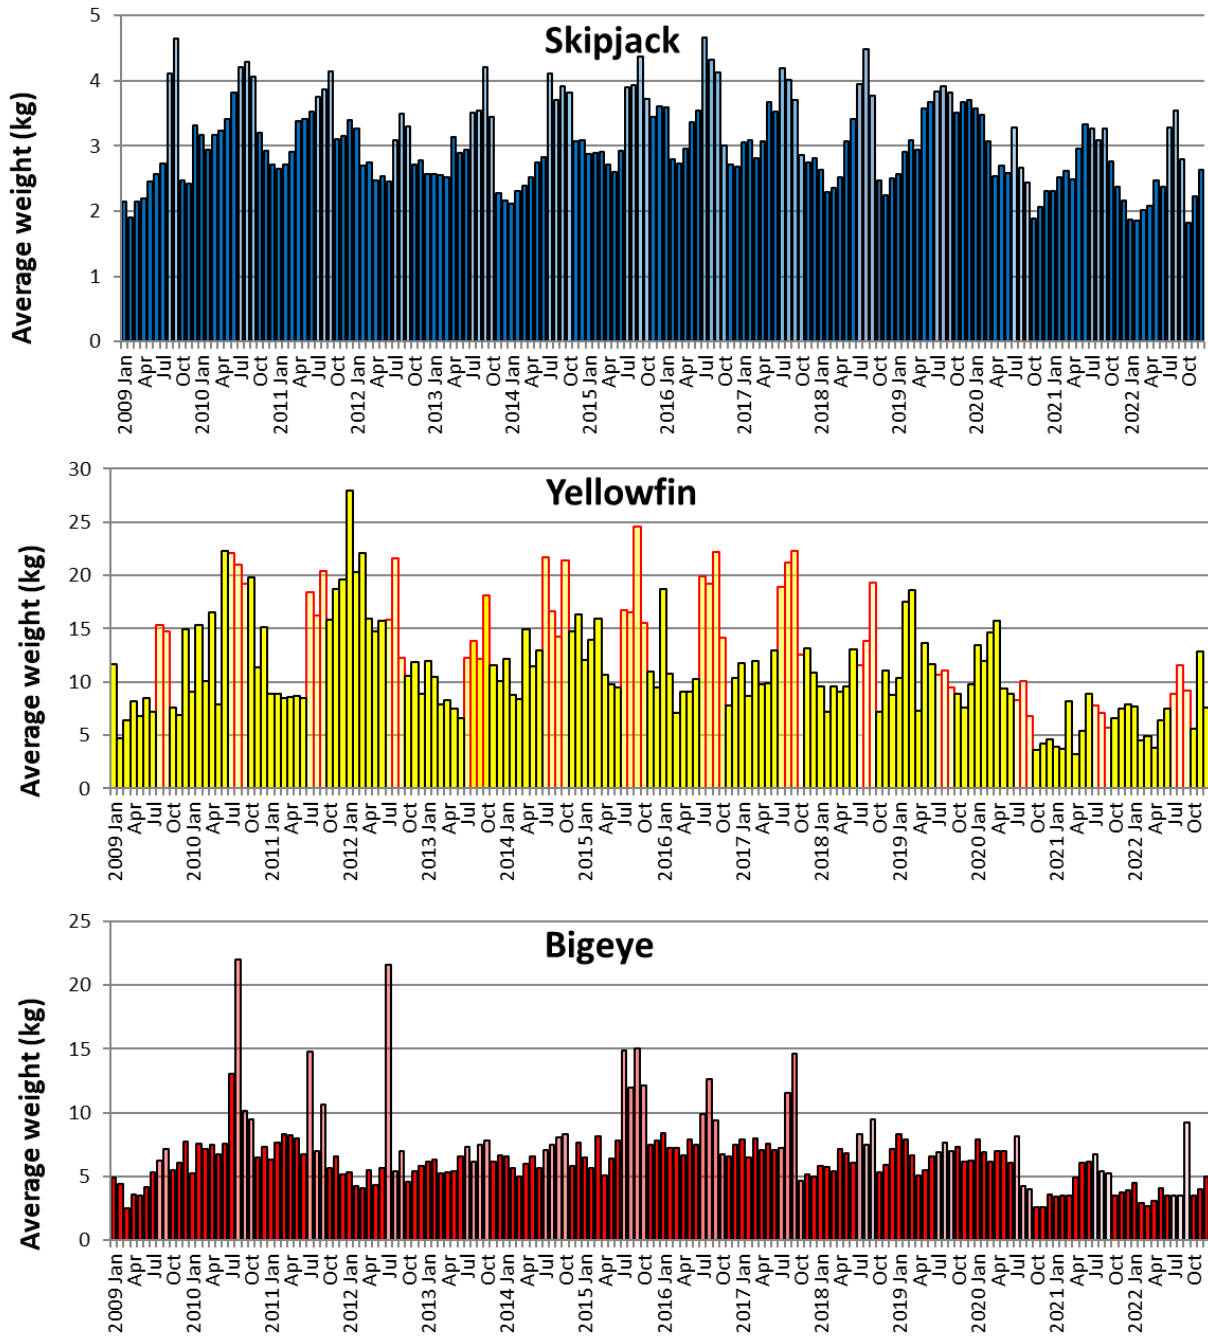 Skipjack
Average weight (kg)
5
4
3
2
1
0
2009 Jan Apr Jul Oct 2010 Jan Apr Jul Oct 2011 Jan Apr Jul Oct 2012 Jan Apr Jul Oct 2013 Jan Apr Jul Oct 2014 Jan Apr Jul Oct 2015 Jan Apr Jul Oct 2016 Jan Apr Jul Oct 2017 Jan Apr Jul Oct 2018 Jan Apr Jul Oct 2019 Jan Apr Jul Oct 2020 Jan Apr Jul Oct 2021 Jan Apr Jul Oct 2022 Jan Apr Jul Oct
Yellowfin
Average weight (kg)
30
25
20
15
10
5
0
2009 Jan Apr Jul Oct 2010 Jan Apr Jul Oct 2011 Jan Apr Jul Oct 2012 Jan Apr Jul Oct 2013 Jan Apr Jul Oct 2014 Jan Apr Jul Oct 2015 Jan Apr Jul Oct 2016 Jan Apr Jul Oct 2017 Jan Apr Jul Oct 2018 Jan Apr Jul Oct 2019 Jan Apr Jul Oct 2020 Jan Apr Jul Oct 2021 Jan Apr Jul Oct 2022 Jan Apr Jul Oct
Bigeye
Average weight (kg)
25
20
15
10
5
0
2009 Jan Apr Jul Oct 2010 Jan Apr Jul Oct 2011 Jan Apr Jul Oct 2012 Jan Apr Jul Oct 2013 Jan Apr Jul Oct 2014 Jan Apr Jul Oct 2015 Jan Apr Jul Oct 2016 Jan Apr Jul Oct 2017 Jan Apr Jul Oct 2018 Jan Apr Jul Oct 2019 Jan Apr Jul Oct 2020 Jan Apr Jul Oct 2021 Jan Apr Jul Oct 2022 Jan Apr Jul Oct